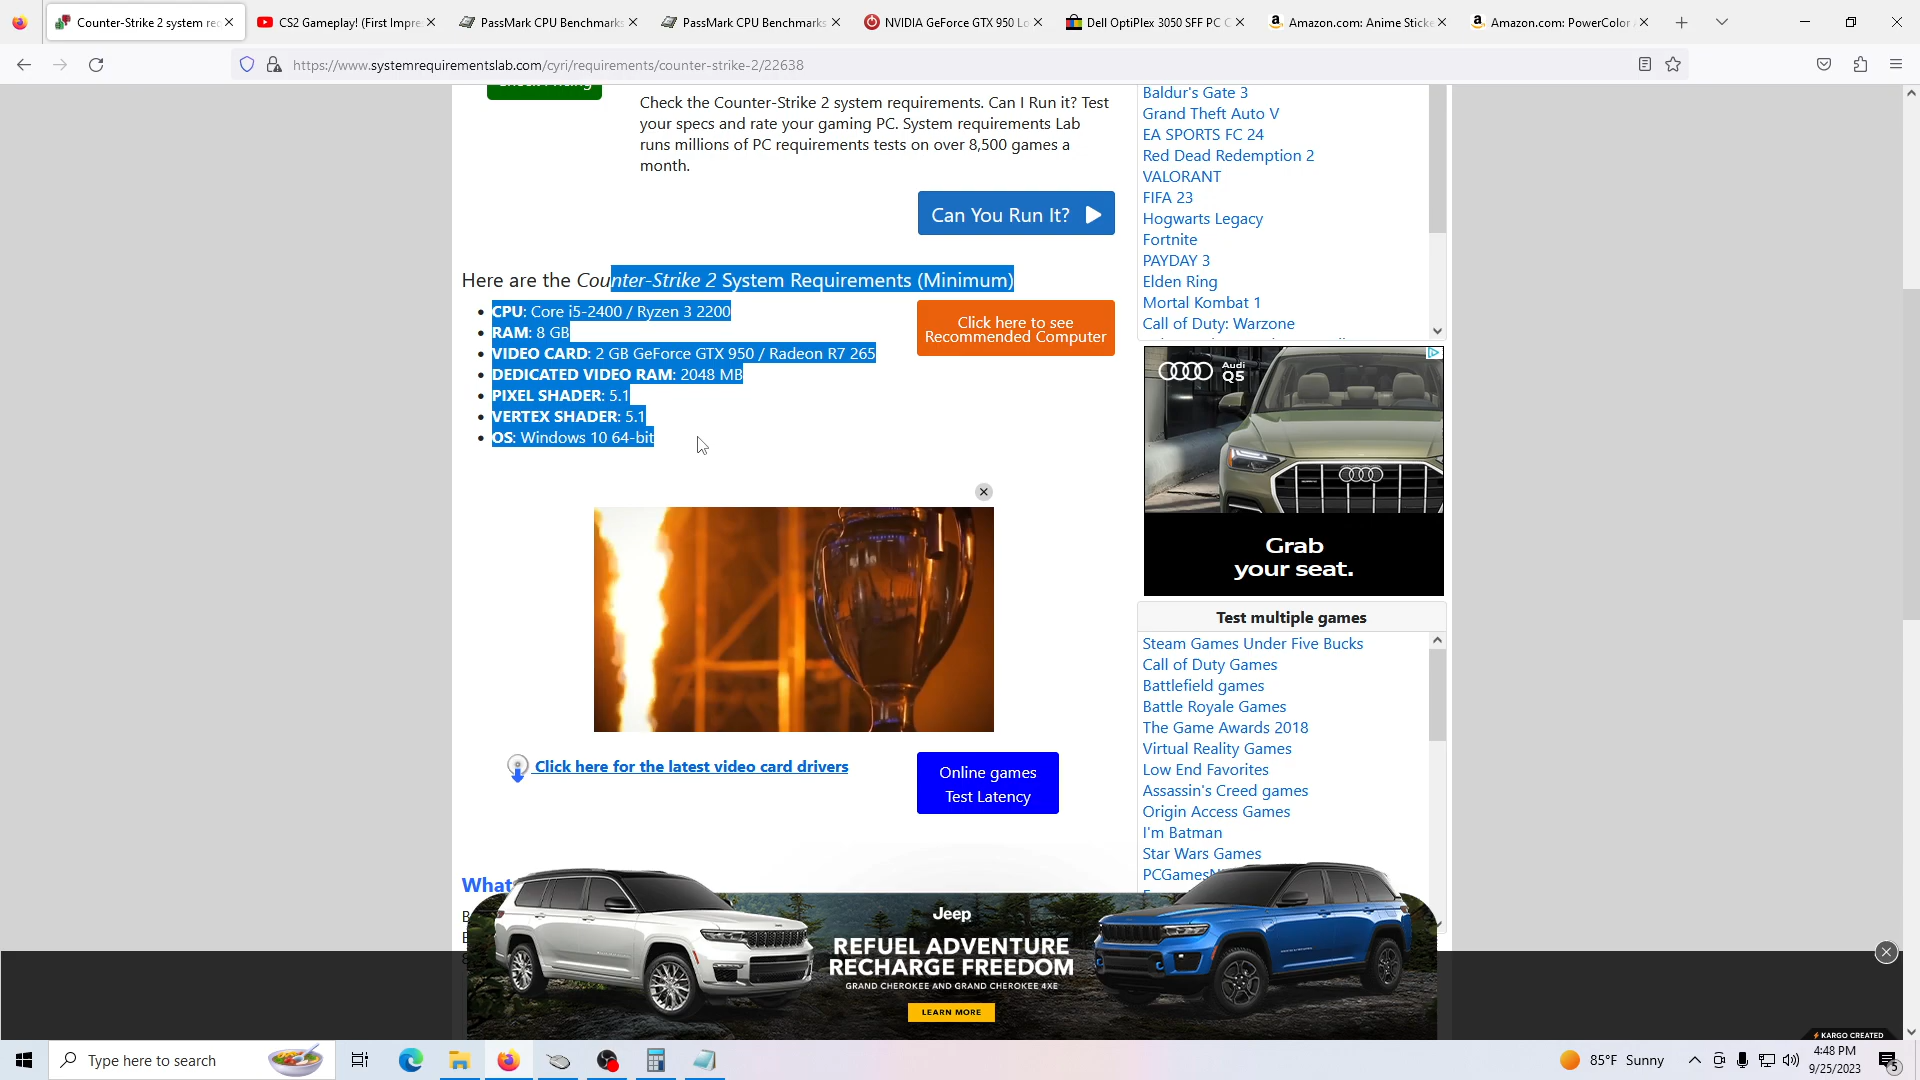 Counter-Strike 2 system req
CS2 Gameplay! (First Impre
PassMark CPU Benchmarks
PassMark CPU Benchmarks
NVIDIA GeForce GTX 950 Lo
Dell OptiPlex 3050 SFF PC C
Amazon.com: Anime Sticke
Amazon.com: PowerColor
https://www.systemrequirementslab.com/cyri/requirements/counter-strike-2/22638
Check the Counter-Strike 2 system requirements. Can I Run it? Test
your specs and rate your gaming PC. System requirements Lab
runs millions of PC requirements tests on over 8,500 games a
month.
Can You Run It?
Here are the Counter-Strike 2 System Requirements (Minimum)
CPU: Core i5-2400 / Ryzen 3 2200
RAM: 8 GB
VIDEO CARD: 2 GB GeForce GTX 950 / Radeon R7 265
DEDICATED VIDEO RAM: 2048 MB
PIXEL SHADER: 5.1
VERTEX SHADER: 5.1
OS: Windows 10 64-bit
Click here to see
Recommended Computer
Click here for the latest video card drivers
Online games
Test Latency
What
Baldur's Gate 3
Grand Theft Auto V
EA SPORTS FC 24
Red Dead Redemption 2
VALORANT
FIFA 23
Hogwarts Legacy
Fortnite
PAYDAY 3
Elden Ring
Mortal Kombat 1
Call of Duty: Warzone
Audi
Q5
Grab
your seat.
Test multiple games
Steam Games Under Five Bucks
Call of Duty Games
Battlefield games
Battle Royale Games
The Game Awards 2018
Virtual Reality Games
Low End Favorites
Assassin's Creed games
Origin Access Games
I'm Batman
Star Wars Games
PCGamesN
Jeep
REFUEL ADVENTURE
RECHARGE FREEDOM
GRAND CHEROKEE AND GRAND CHEROKEE 4XE
LEARN MORE
KARGO CREATED
Type here to search
85°F Sunny
4:48 PM
9/25/2023
5